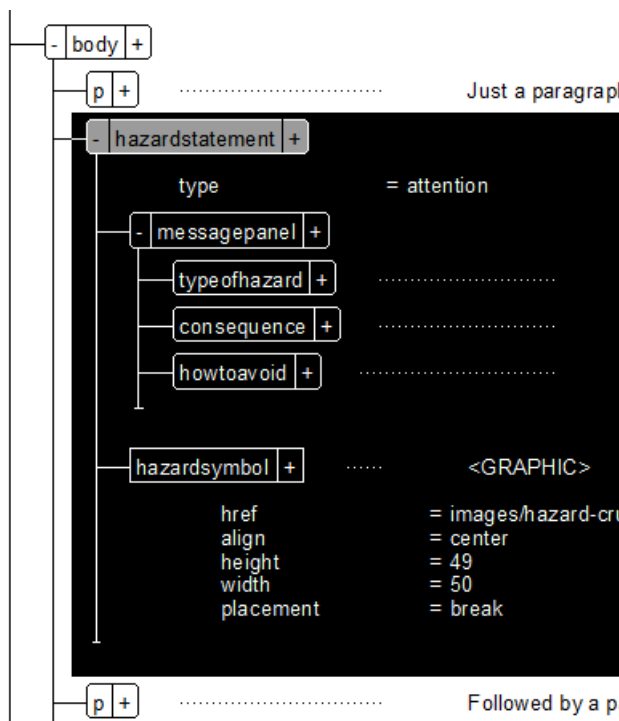 - body +
p + Just a paragraph
- hazardstatement +
type = attention
- messagepanel +
typeofhazard +
consequence +
howtoavoid +
hazardsymbol + <GRAPHIC>
href = images/hazard-cru
align = center
height = 49
width = 50
placement = break
p + Followed by a p